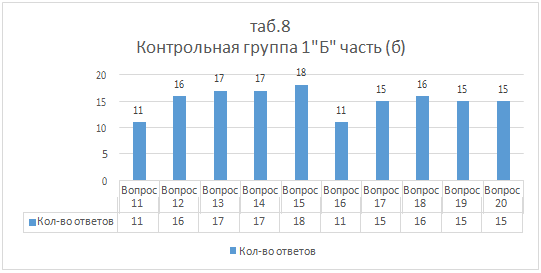 таб.8
Контрольная группа 1"Б" часть (б)
20
15
10
5
0
11 16 17 17 18 11 15 16 15 15
Вопрос Вопрос Вопрос Вопрос Вопрос Вопрос Вопрос Вопрос Вопрос Вопрос
11 12 13 14 15 16 17 18 19 20
Кол-во ответов 11 16 17 17 18 11 15 16 15 15
Кол-во ответов